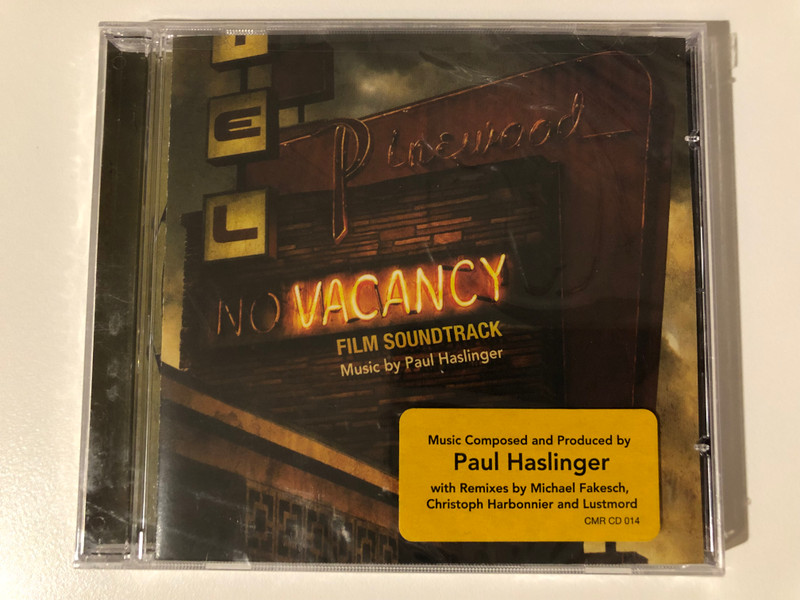 T
E
L
Pinewood
NO VACANCY
FILM SOUNDTRACK
Music by Paul Haslinger
Music Composed and Produced by
Paul Haslinger
with Remixes by Michael Fakesch,
Christoph Harbonnier and Lustmord
CMR CD 014